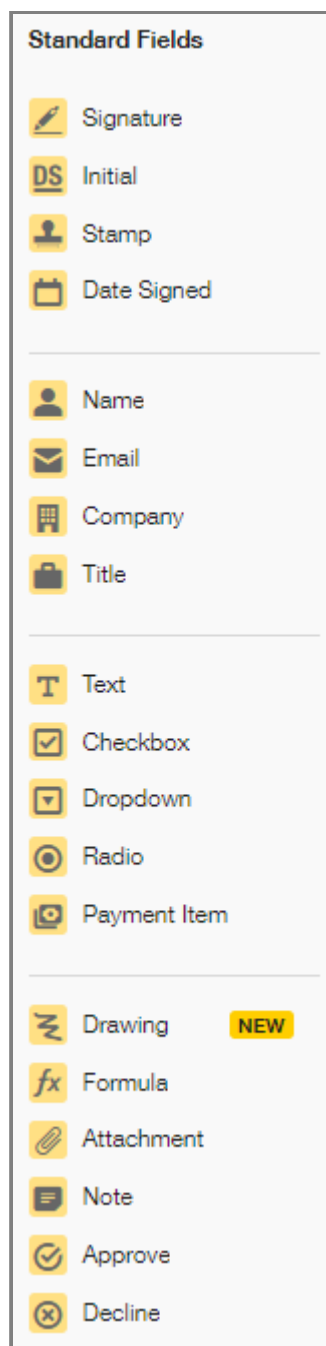 Standard Fields
Signature
DS Initial
Stamp
Date Signed
Name
Email
Company
Title
T Text
Checkbox
Dropdown
Radio
Payment Item
Drawing NEW
fx Formula
Attachment
Note
Approve
Decline